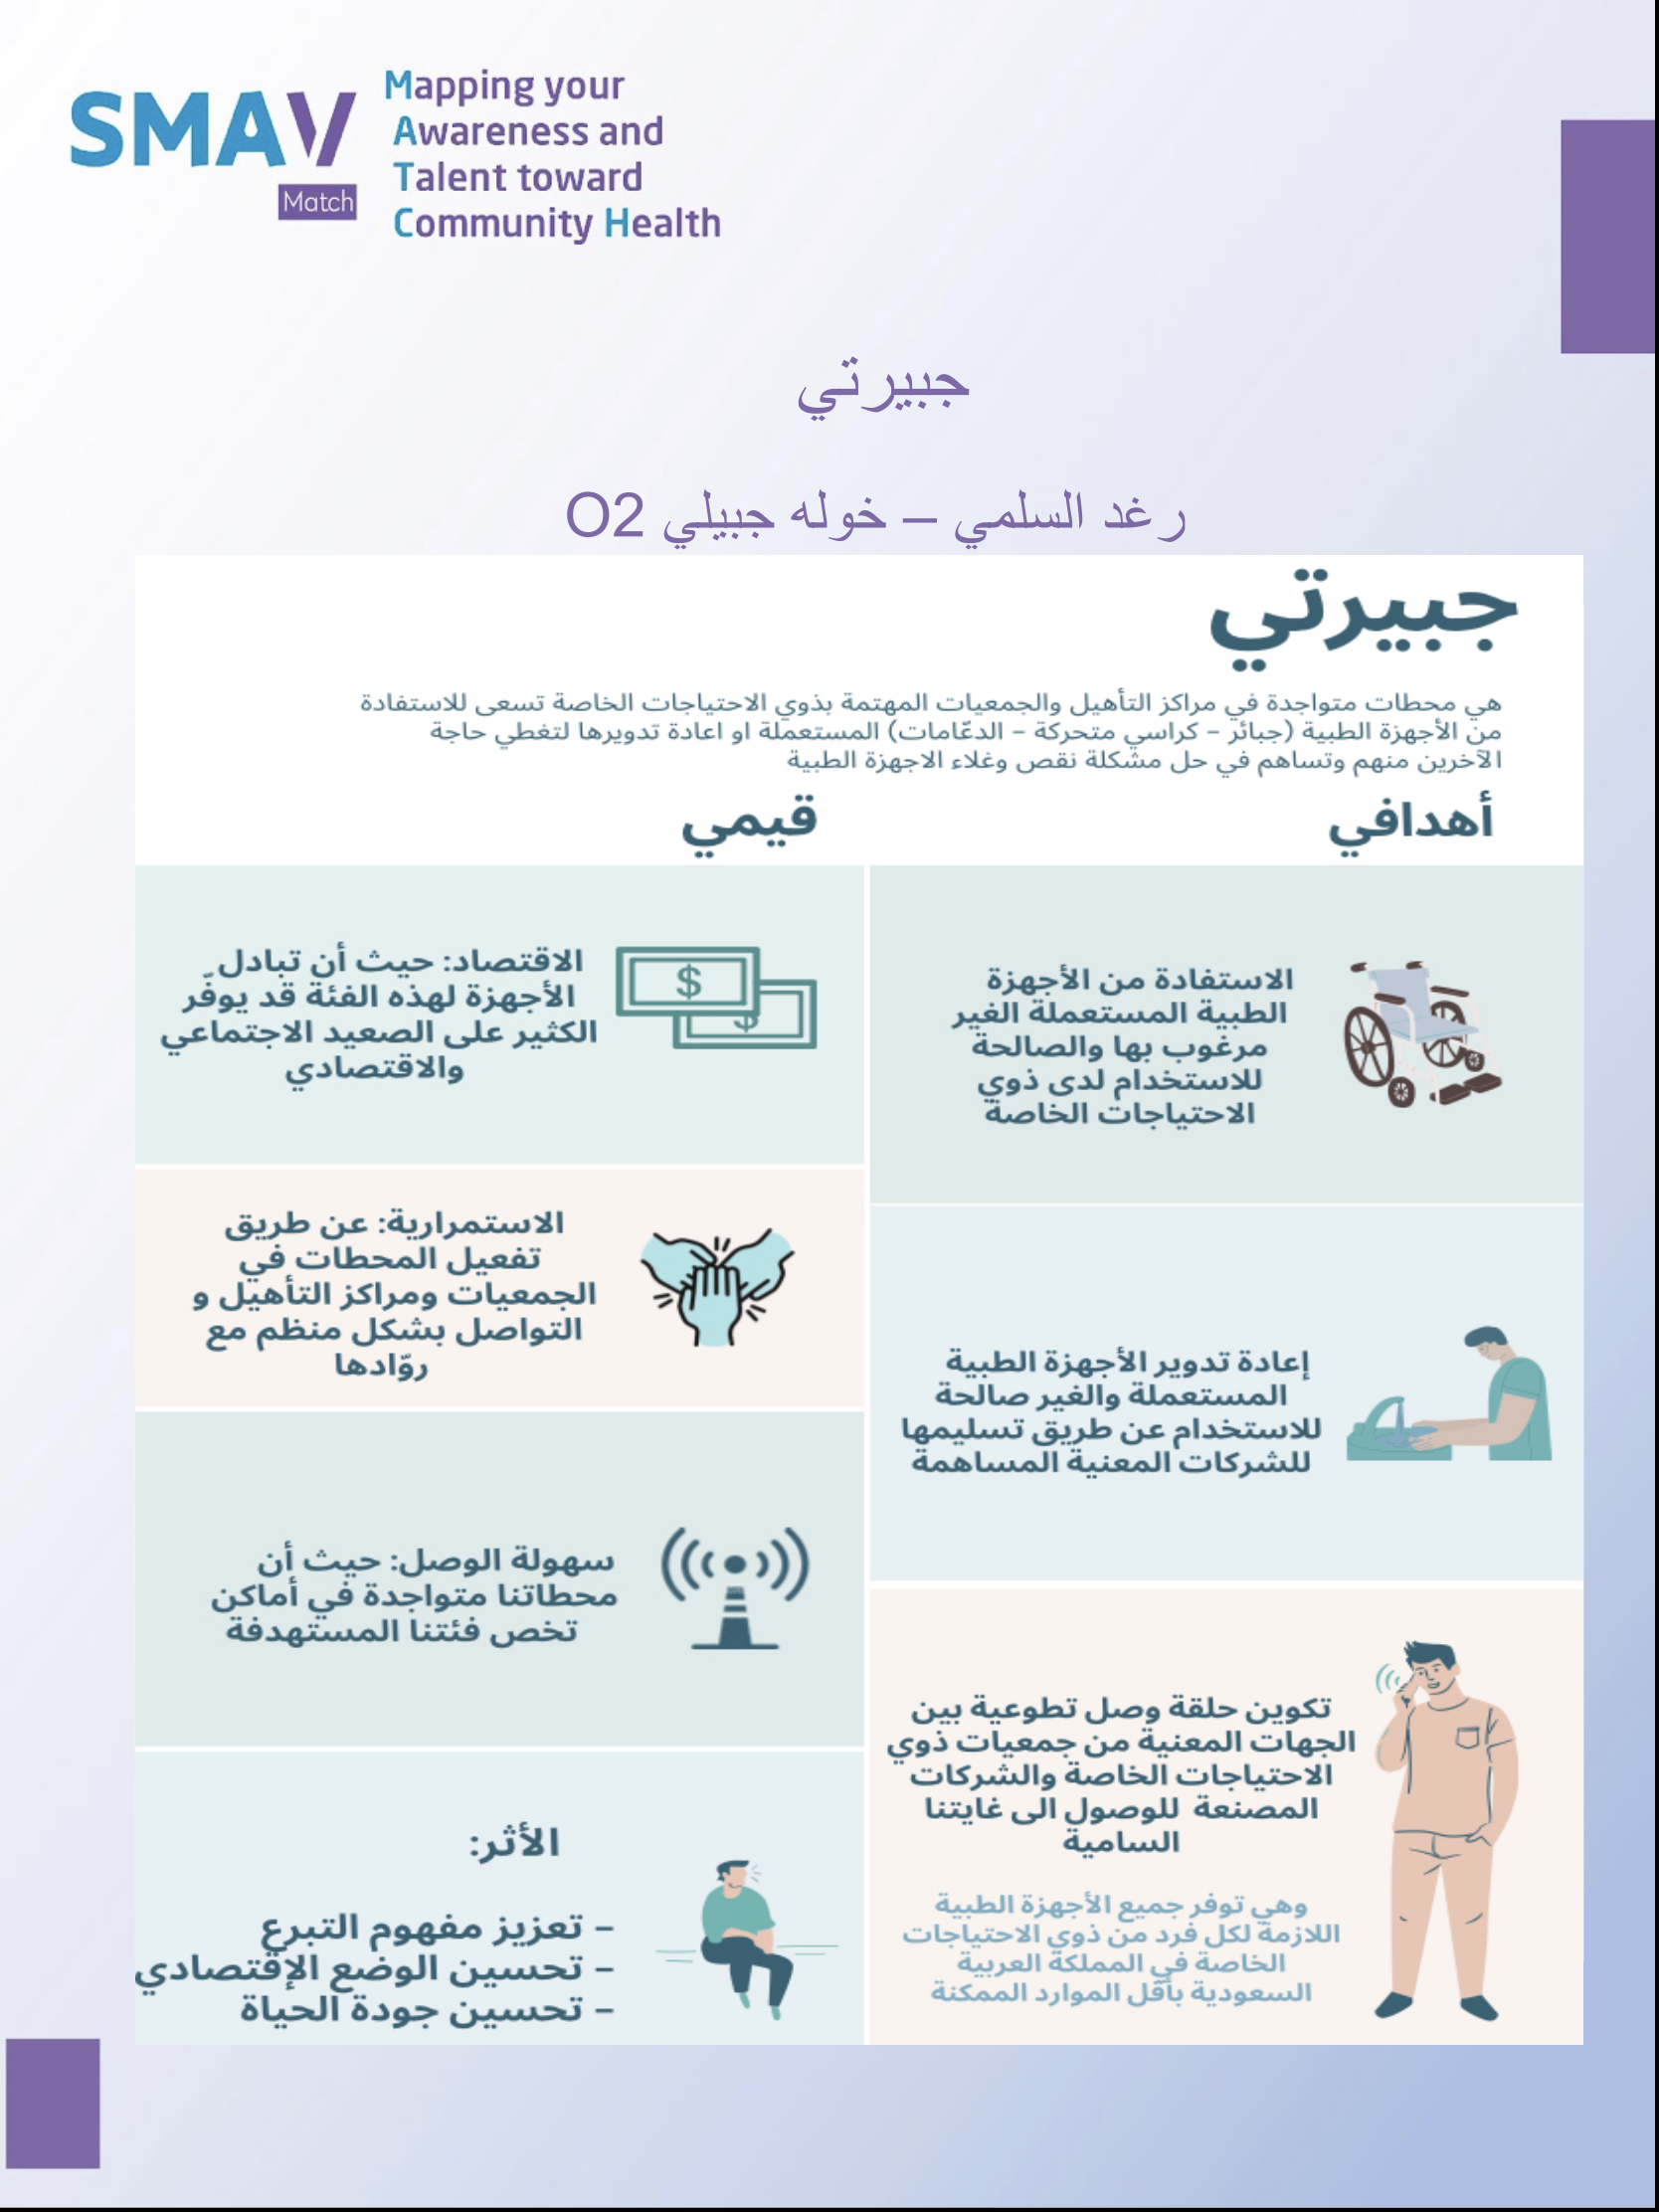 SMAV
Match
Mapping your
Awareness and
Talent toward
Community Health
جبيرتي
رغد السلمي – خوله جبيلي O2
جبيرتي
هي محطات متواجدة في مراكز التأهيل والجمعيات المهتمة بذوي الاحتياجات الخاصة تسعى للاستفادة
من الأجهزة الطبية (جبائر – كراسي متحركة – الدعّامات) المستعملة او اعادة تدويرها لتغطي حاجة
الآخرين منهم وتساهم في حل مشكلة نقص وغلاء الاجهزة الطبية
أهدافي
الاستفادة من الأجهزة
الطبية المستعملة الغير
مرغوب بها والصالحة
للاستخدام لدى ذوي
الاحتياجات الخاصة
إعادة تدوير الأجهزة الطبية
المستعملة والغير صالحة
للاستخدام عن طريق تسليمها
للشركات المعنية المساهمة
تكوين حلقة وصل تطوعية بين
الجهات المعنية من جمعيات ذوي
الاحتياجات الخاصة والشركات
المصنعة للوصول الى غايتنا
السامية
وهي توفر جميع الأجهزة الطبية
اللازمة لكل فرد من ذوي الاحتياجات
الخاصة في المملكة العربية
السعودية بأقل الموارد الممكنة
قيمي
$
$
الاقتصاد: حيث أن تبادل
الأجهزة لهذه الفئة قد يوفّر
الكثير على الصعيد الاجتماعي
والاقتصادي
الاستمرارية: عن طريق
تفعيل المحطات في
الجمعيات ومراكز التأهيل و
التواصل بشكل منظم مع
روّادها
سهولة الوصل: حيث أن
محطاتنا متواجدة في أماكن
تخص فئتنا المستهدفة
الأثر:
– تعزيز مفهوم التبرع
– تحسين الوضع الإقتصادي
– تحسين جودة الحياة